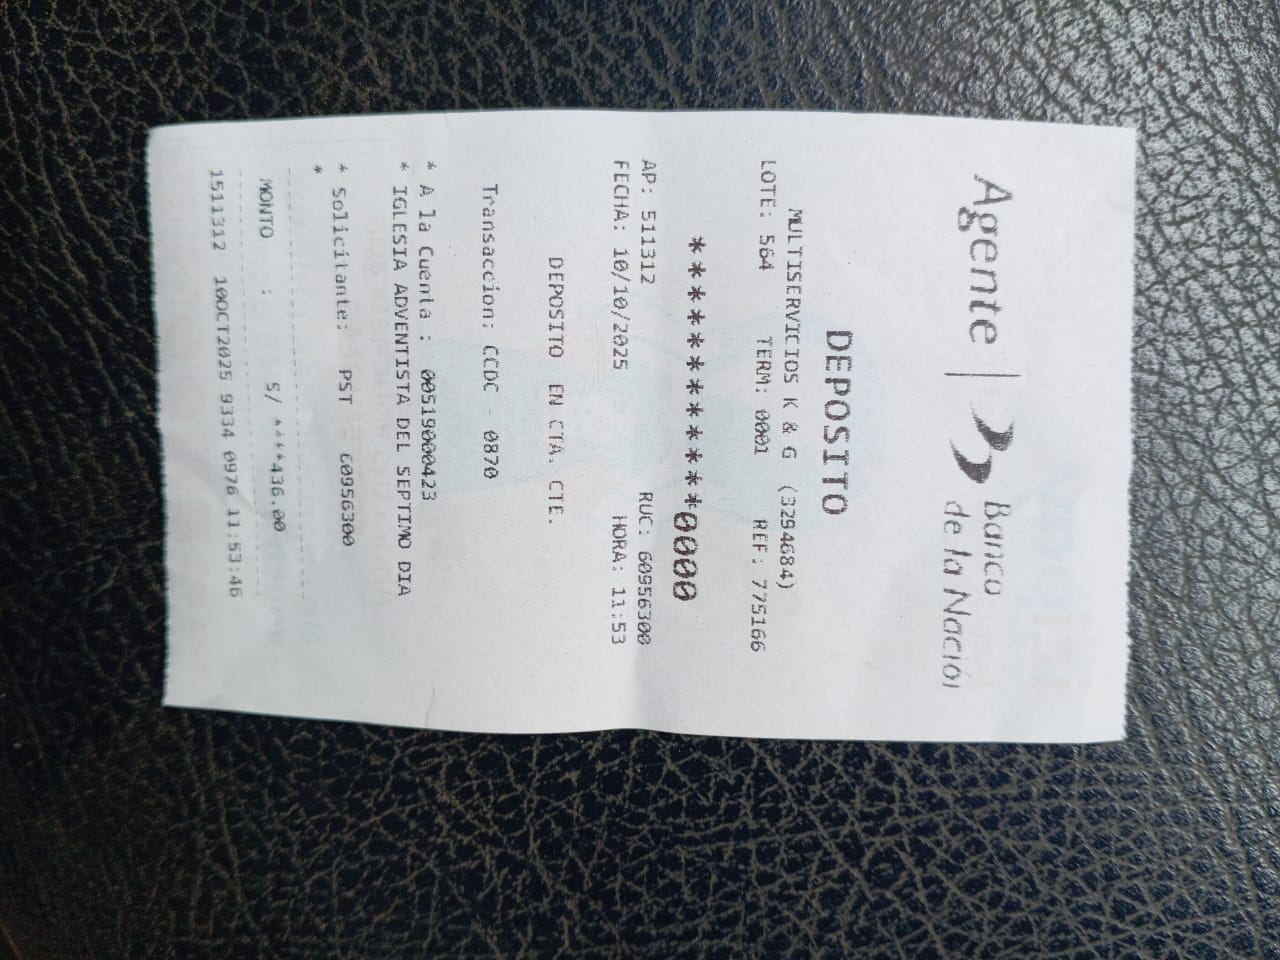 Agente | Banco
de la Nación
DEPOSITO
MULTISERVICIOS K & G (3294684)
LOTE: 564 TERM: 0001 REF: 775166
************0000
AP: 511312 RUC: 60956300
FECHA: 10/10/2025 HORA: 11:53
DEPOSITO EN CTA. CTE.
Transaccion: CCDC - 0870
* A la Cuenta : 00519000423
* IGLESIA ADVENTISTA DEL SEPTIMO DIA
* Solicitante: PST - 60956300
*
MONTO : S/ ****436.00
1511312 10OCT2025 9334 0976 11:53:46